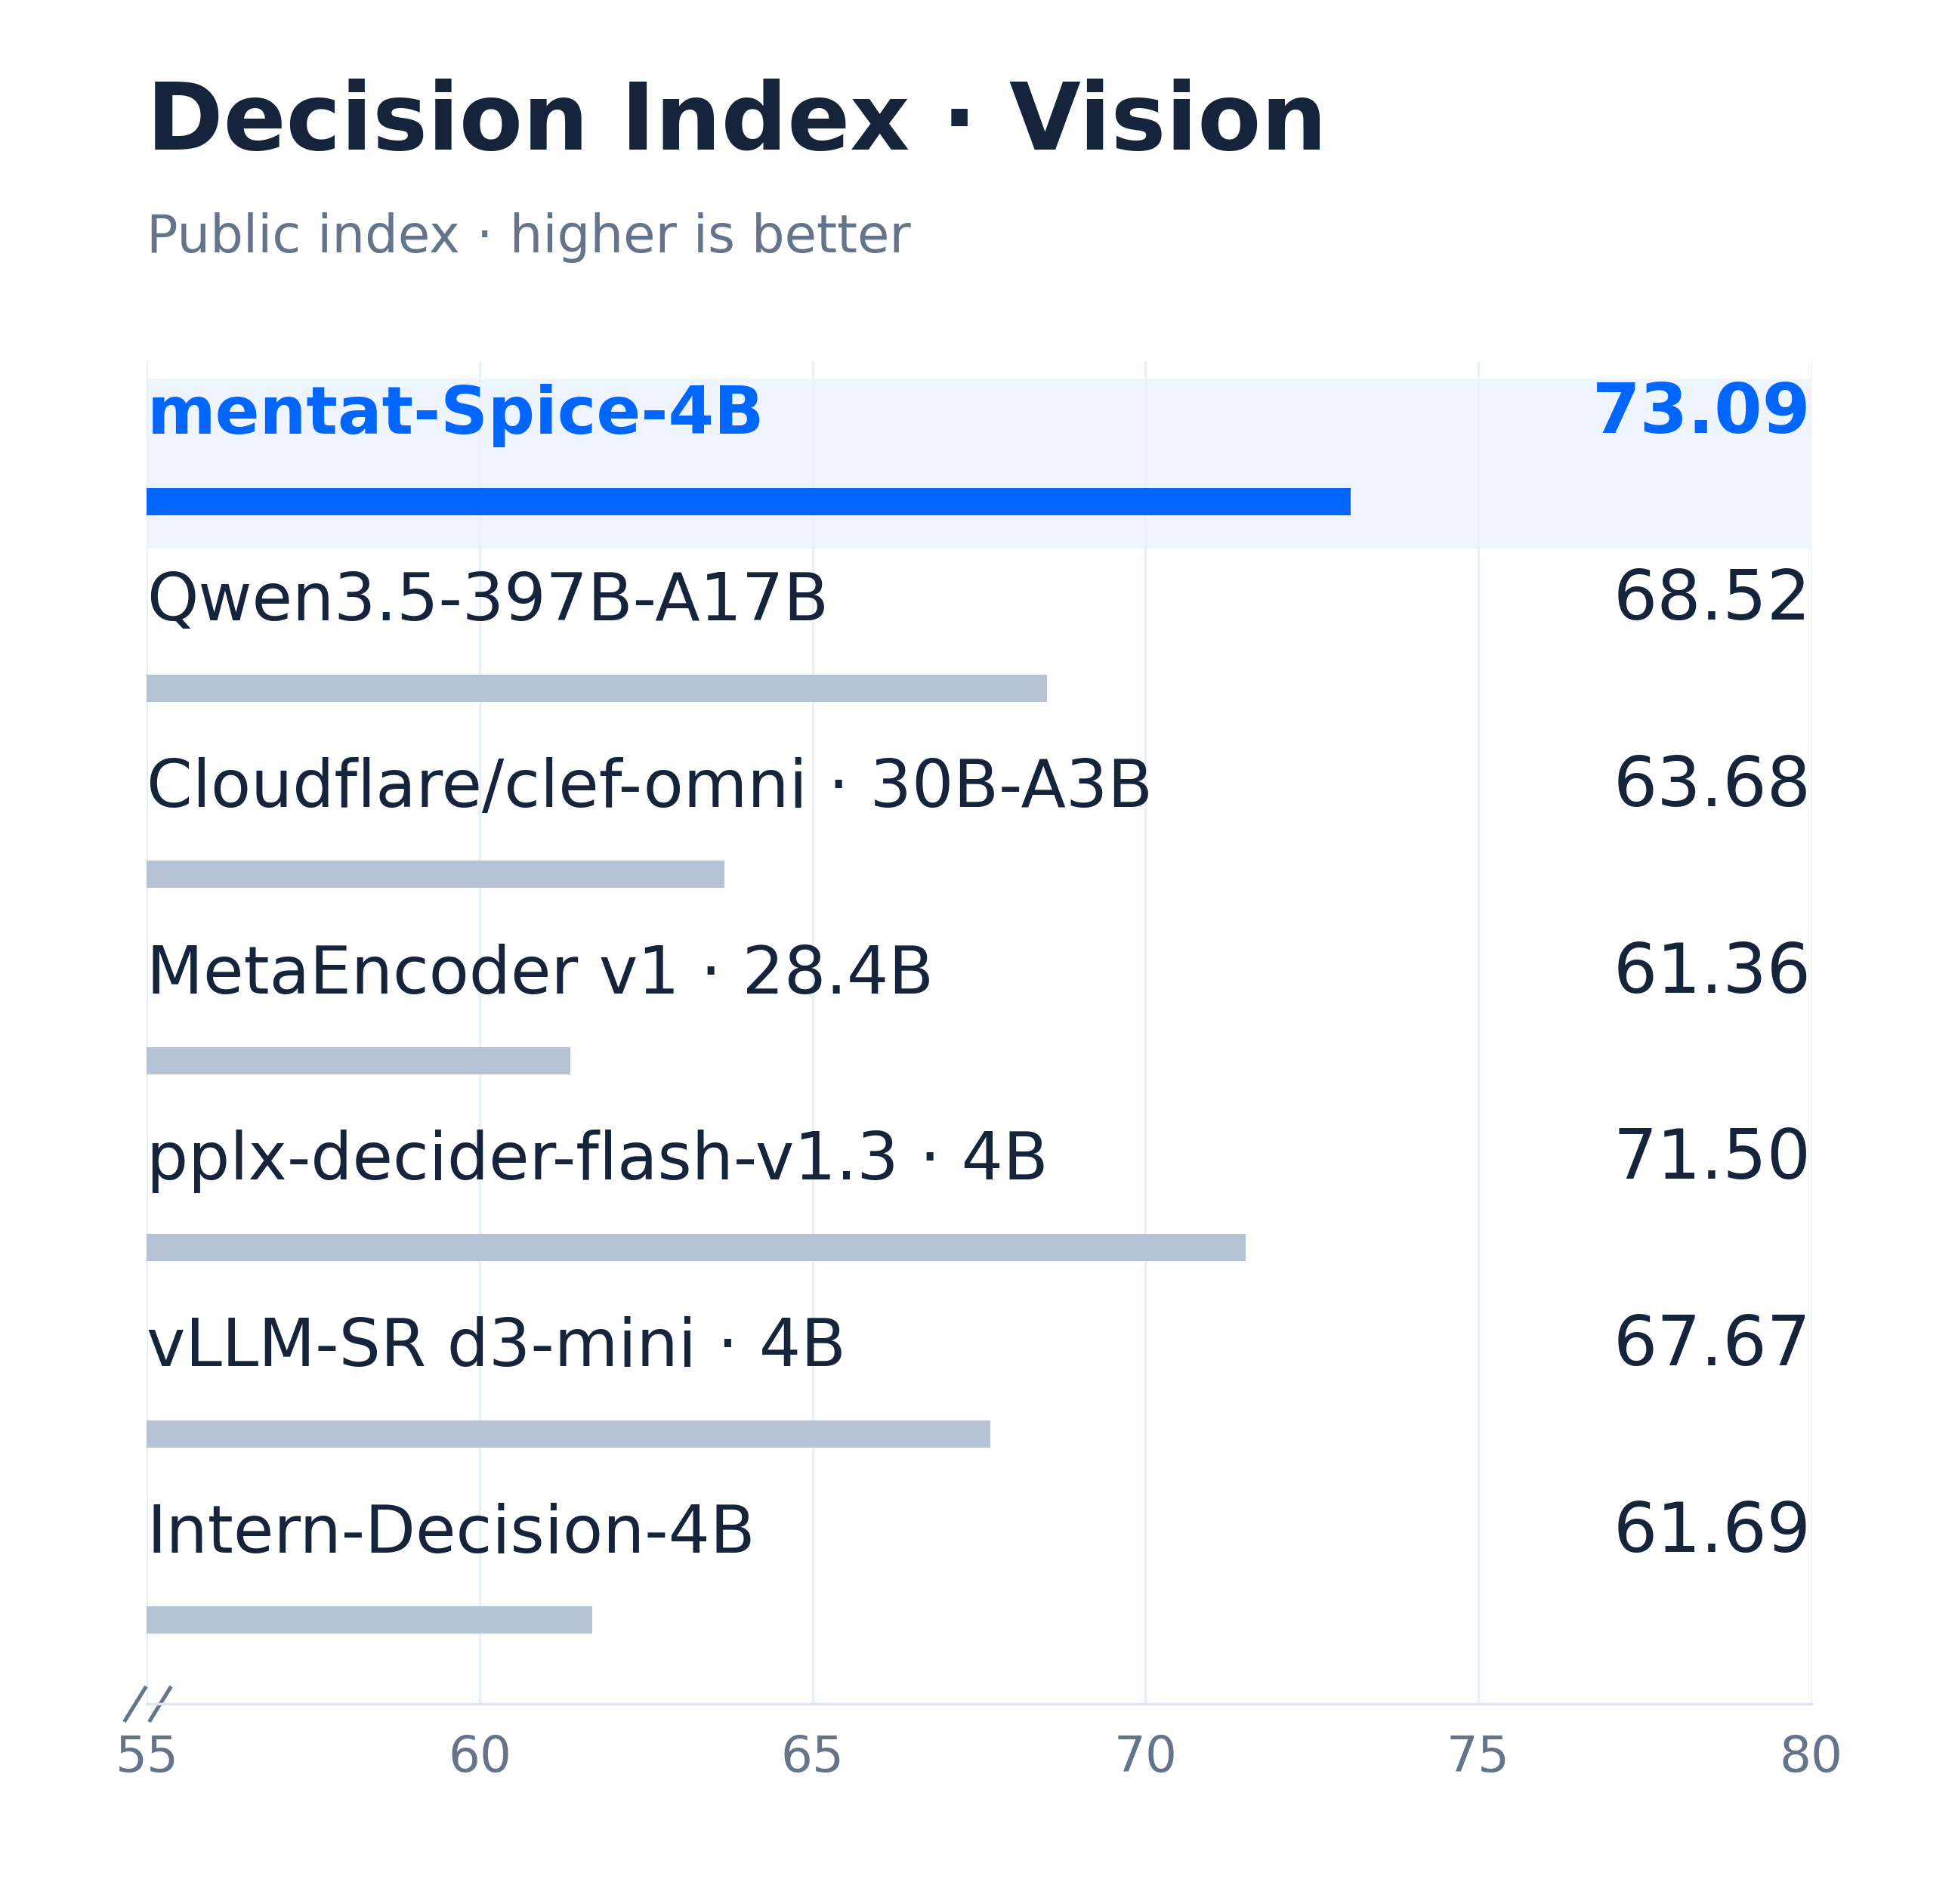 Decision Index · Vision
Public index · higher is better
mentat-Spice-4B 73.09
Qwen3.5-397B-A17B 68.52
Cloudflare/clef-omni · 30B-A3B 63.68
MetaEncoder v1 · 28.4B 61.36
pplx-decider-flash-v1.3 · 4B 71.50
vLLM-SR d3-mini · 4B 67.67
Intern-Decision-4B 61.69
55 60 65 70 75 80